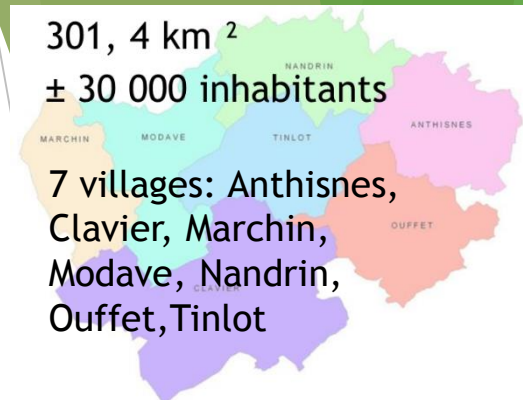 301, 4 km ²
± 30 000 inhabitants
NANDRIN
ANTHISNES
MARCHIN
MODAVE
TINLOT
7 villages: Anthisnes,
Clavier, Marchin,
OUFFET
Modave, Nandrin,
CLAVIER
Ouffet,Tinlot